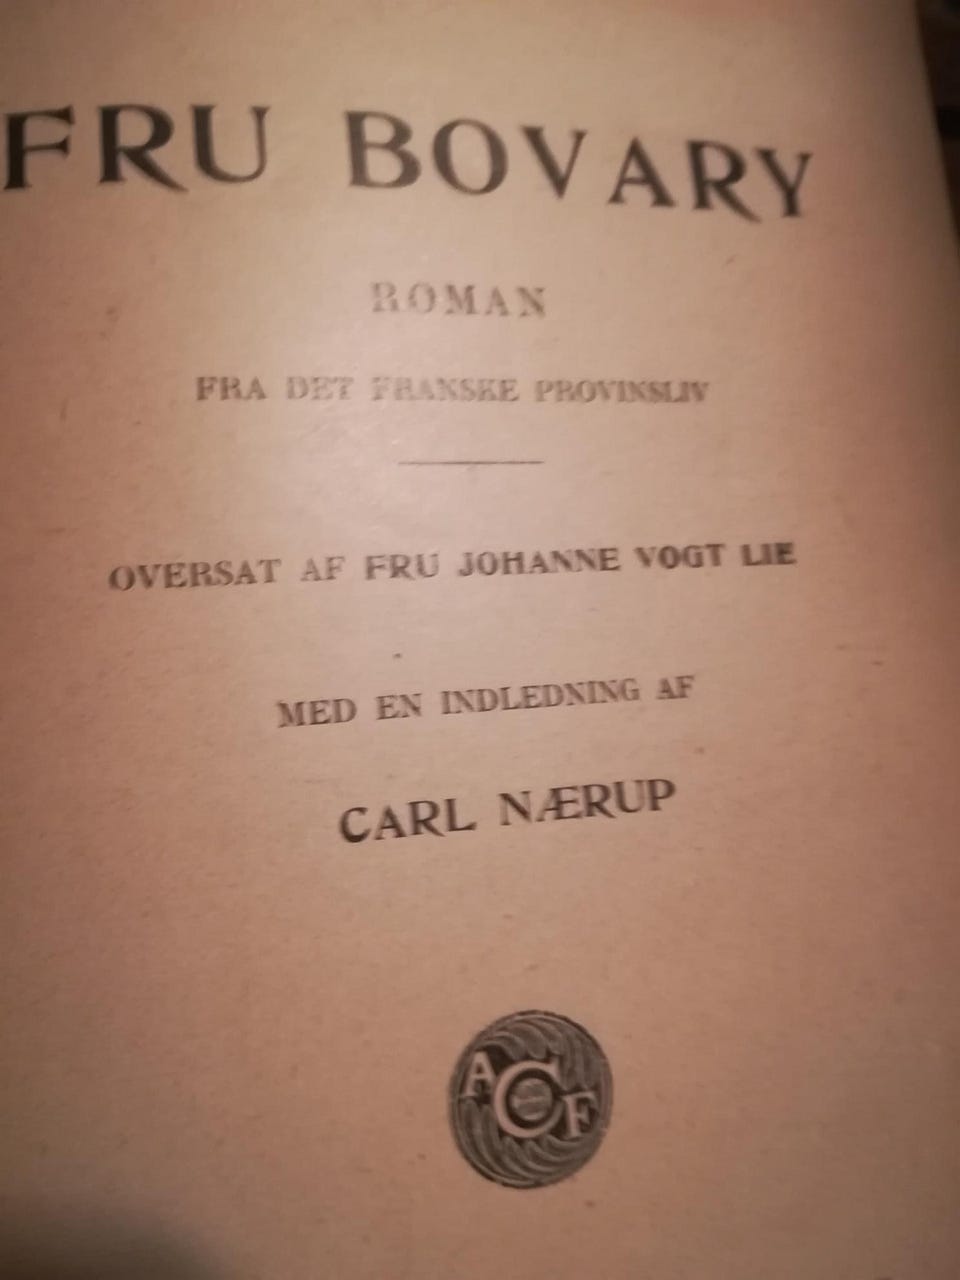 FRU BOVARY
ROMAN
FRA DET FRANSKE PROVINSLIV
OVERSAT AF FRU JOHANNE VOGT LIE
MED EN INDLEDNING AF
CARL NÆRUP
ACF